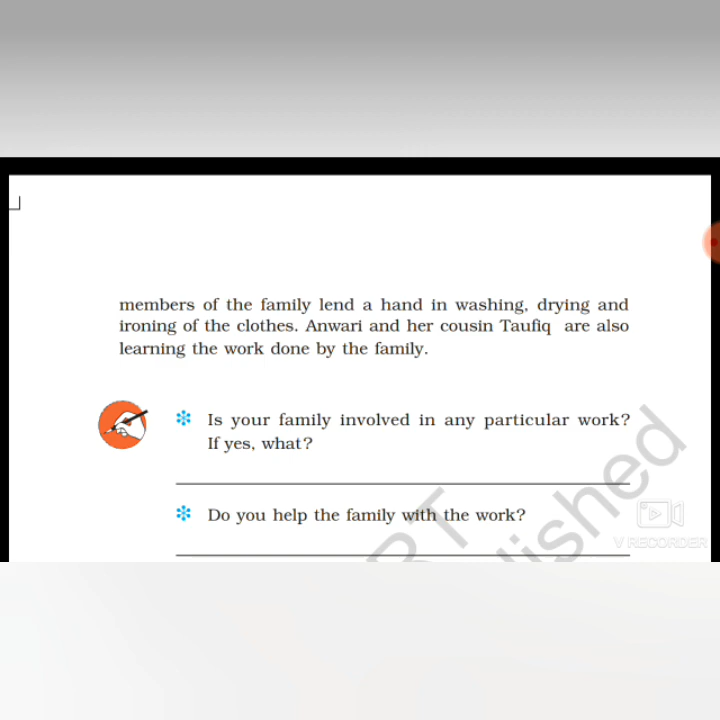 members of the family lend a hand in washing, drying and
ironing of the clothes. Anwari and her cousin Taufiq are also
learning the work done by the family.
Is your family involved in any particular work?
If yes, what?
Do you help the family with the work?
V RECORDER